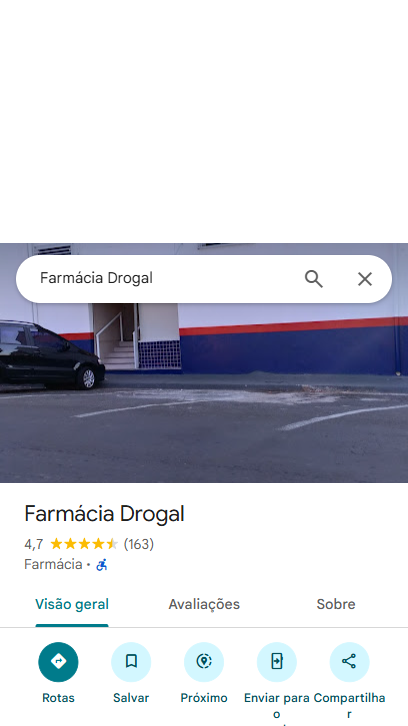 Farmácia Drogal
Farmácia Drogal
4,7 (163)
Farmácia ·
Visão geral Avaliações Sobre
Rotas Salvar Próximo Enviar para o Compartilhar